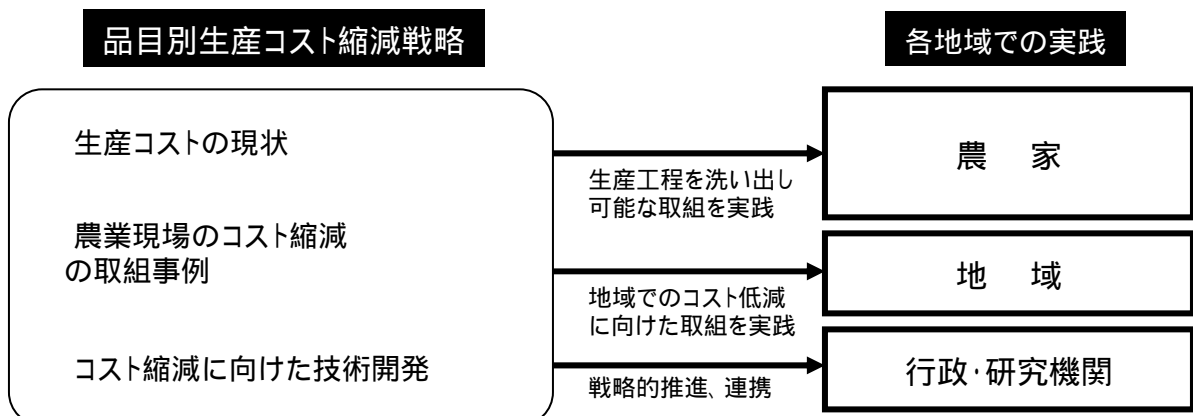 品目別生産コスト縮減戦略
各地域での実践
生産コストの現状
農業現場のコスト縮減
の取組事例
コスト縮減に向けた技術開発
生産工程を洗い出し
可能な取組を実践
地域でのコスト低減
に向けた取組を実践
戦略的推進、連携
農 家
地 域
行政・研究機関